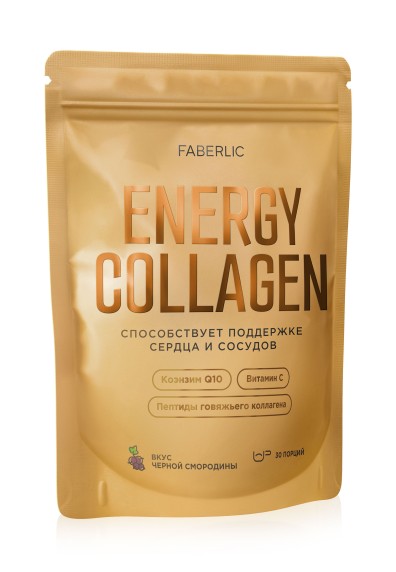 FABERLIC
ENERGY
COLLAGEN
СПОСОБСТВУЕТ ПОДДЕРЖКЕ
СЕРДЦА И СОСУДОВ
Коэнзим Q10
Витамин С
Пептиды говяжьего коллагена
ВКУС
ЧЕРНОЙ СМОРОДИНЫ
30 ПОРЦИЙ